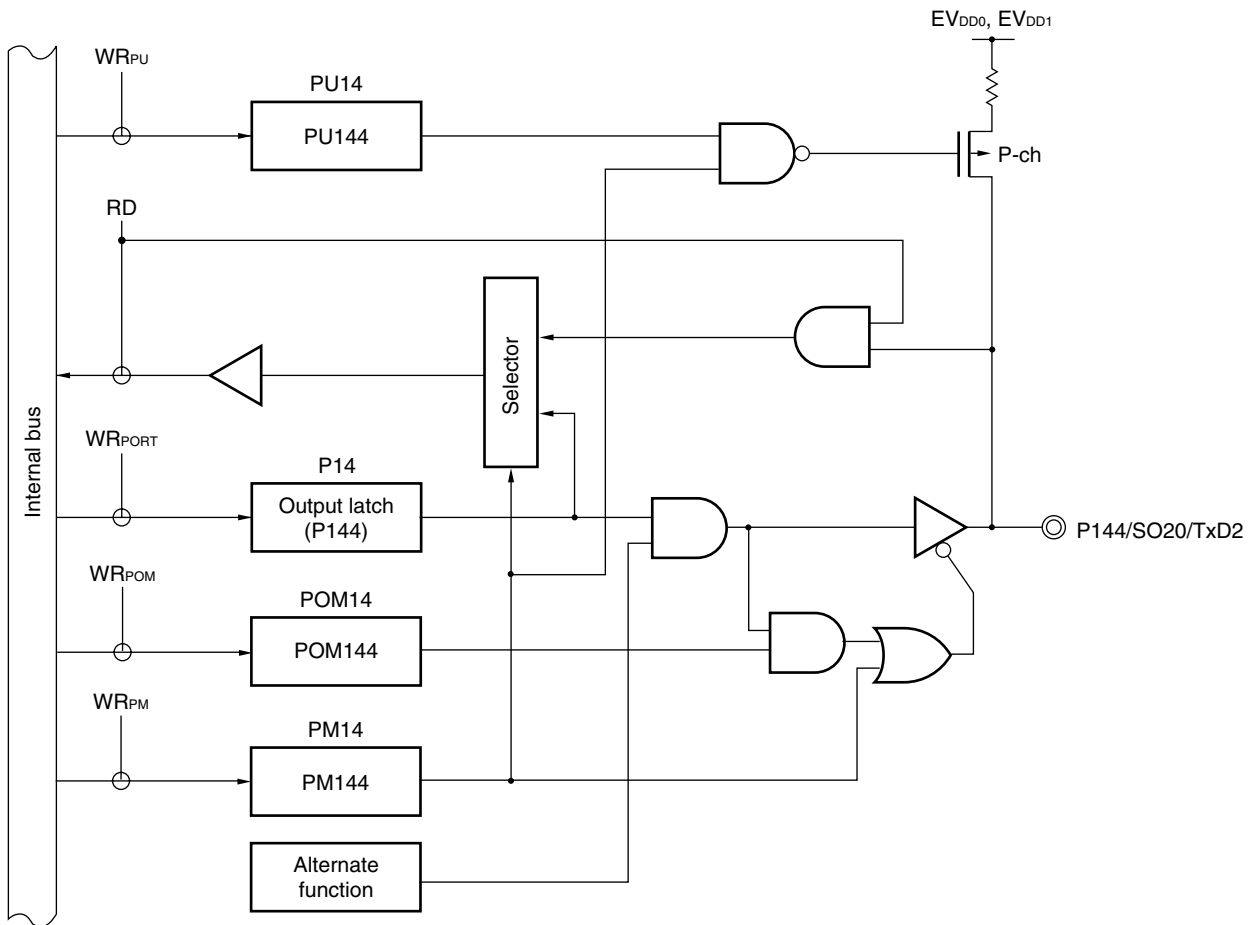 EVDD0, EVDD1
WRPU
PU14
PU144
P-ch
RD
Selector
Internal bus
WRPORT
P14
Output latch
(P144)
P144/SO20/TxD2
WRPOM
POM14
POM144
WRPM
PM14
PM144
Alternate
function